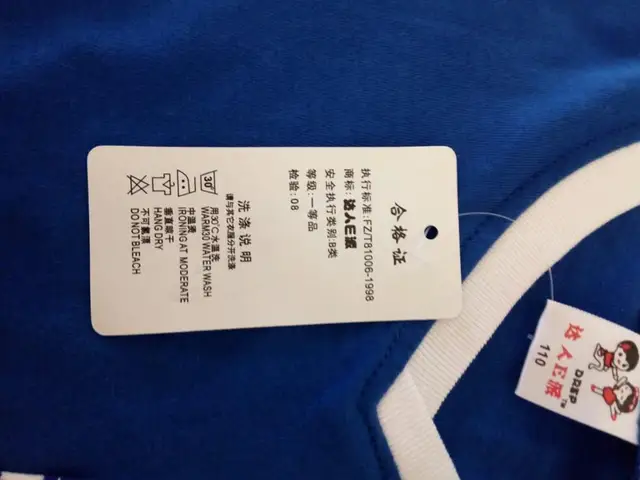 合格证
执行标准:FZ/T81006-1998
商标:达人E派
安全执行类别:B类
等级:一等品
检验:08
洗涤说明
请与其它衣服分开洗涤
30
用30℃水温洗
WARM30 WATER WASH
中温烫
IRONING AT MODERATE
垂直晾干
HANG DRY
不可氯漂
DO NOT BLEACH
DREP TM
达人E派
110